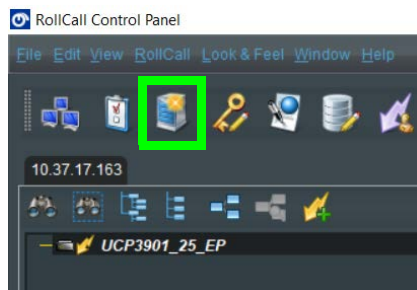 RollCall Control Panel
File Edit View RollCall Look & Feel Window Help
10.37.17.163
UCP3901_25_EP